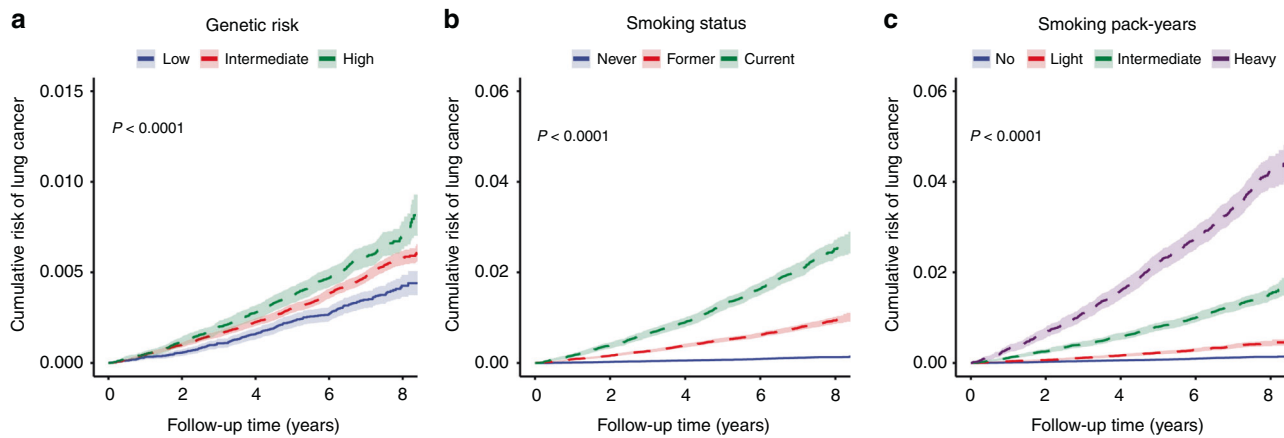 a
Genetic risk
Low Intermediate High
Cumulative risk of lung cancer
0.015
0.010
0.005
0.000
P < 0.0001
0 2 4 6 8
Follow-up time (years)
b
Smoking status
Never Former Current
Cumulative risk of lung cancer
0.06
0.04
0.02
0.00
P < 0.0001
0 2 4 6 8
Follow-up time (years)
c
Smoking pack-years
No Light Intermediate Heavy
Cumulative risk of lung cancer
0.06
0.04
0.02
0.00
P < 0.0001
0 2 4 6 8
Follow-up time (years)